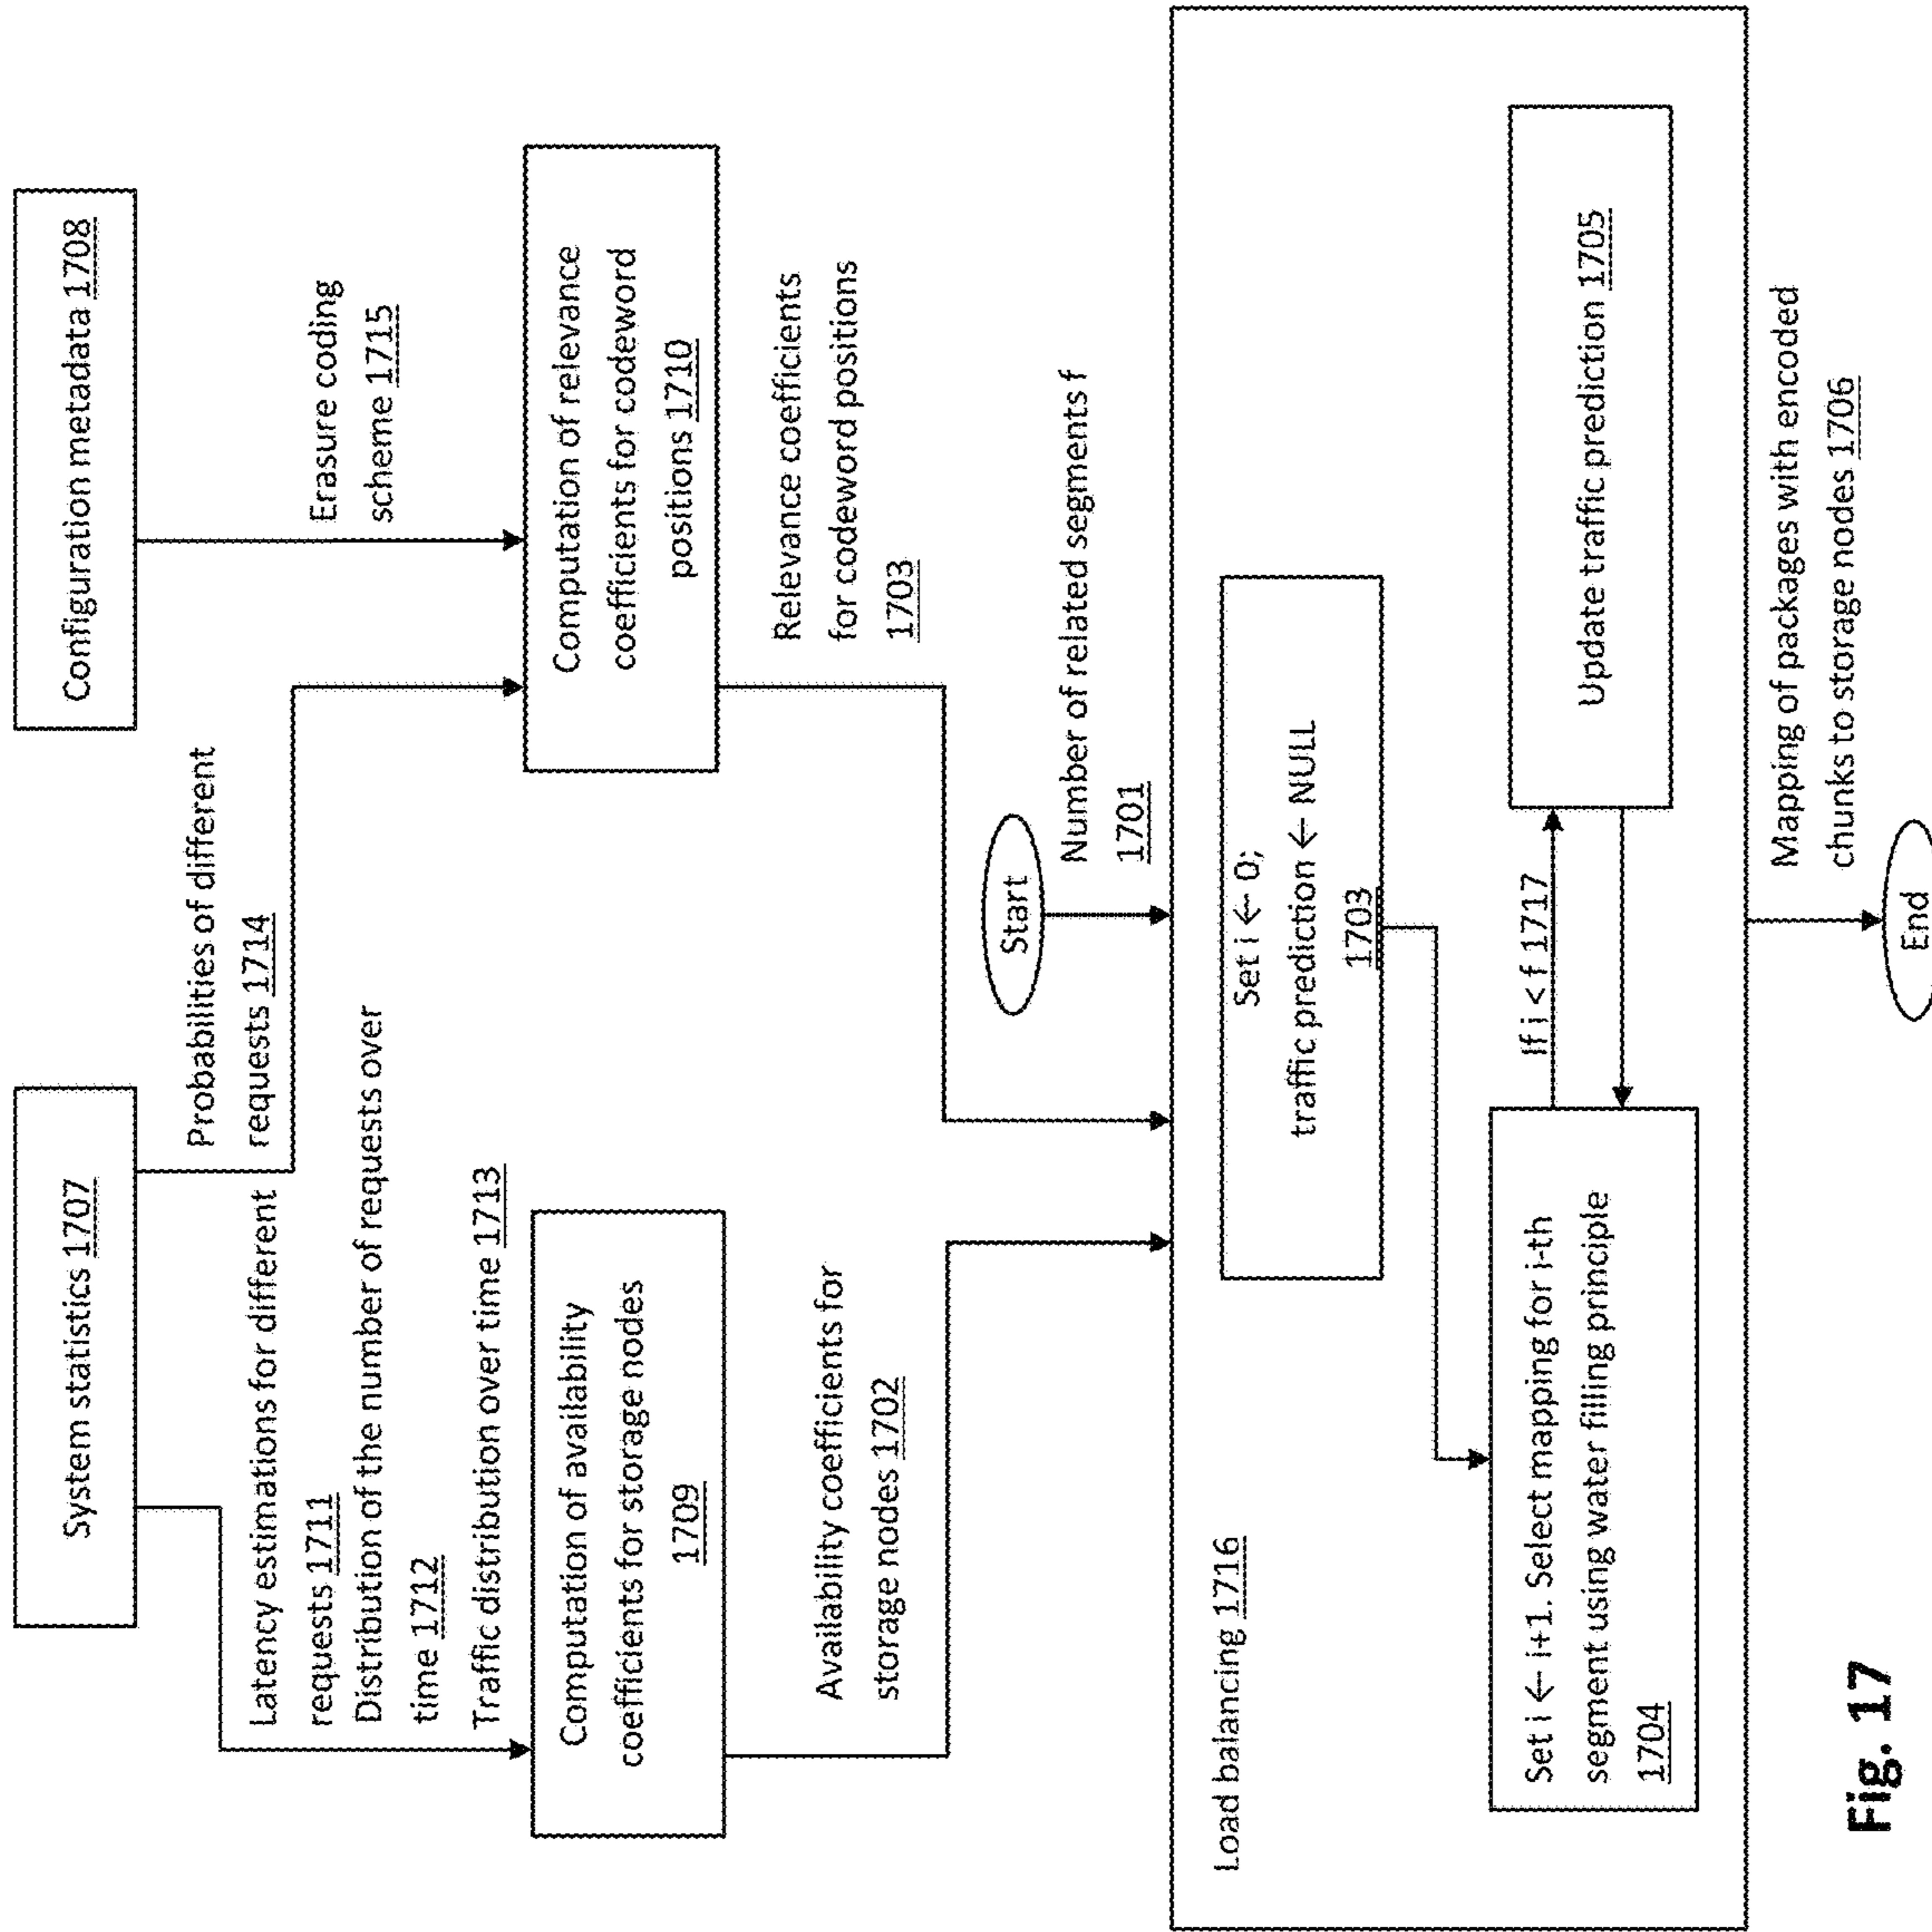 System statistics 1707
Configuration metadata 1708
Latency estimations for different
requests 1711
Distribution of the number of requests over
time 1712
Traffic distribution over time 1713
Probabilities of different
requests 1714
Erasure coding
scheme 1715
Computation of availability
coefficients for storage nodes
1709
Computation of relevance
coefficients for codeword
positions 1710
Availability coefficients for
storage nodes 1702
Relevance coefficients
for codeword positions
1703
Start
Number of related segments f
1701
Load balancing 1716
Set i ← 0;
traffic prediction ← NULL
1703
Set i ← i+1. Select mapping for i-th
segment using water filling principle
1704
If i < f 1717
Update traffic prediction 1705
Mapping of packages with encoded
chunks to storage nodes 1706
End
Fig. 17